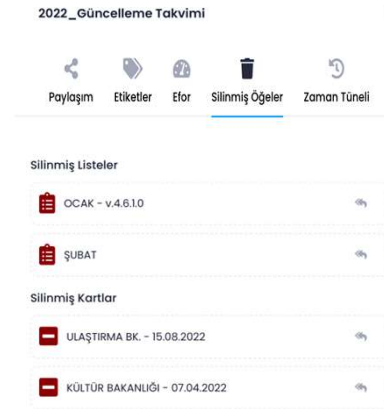 2022_Güncelleme Takvimi
Paylaşım Etiketler Efor Silinmiş Öğeler Zaman Tüneli
Silinmiş Listeler
OCAK - v.4.6.1.0
ŞUBAT
Silinmiş Kartlar
ULAŞTIRMA BK. - 15.08.2022
KÜLTÜR BAKANLIĞI - 07.04.2022